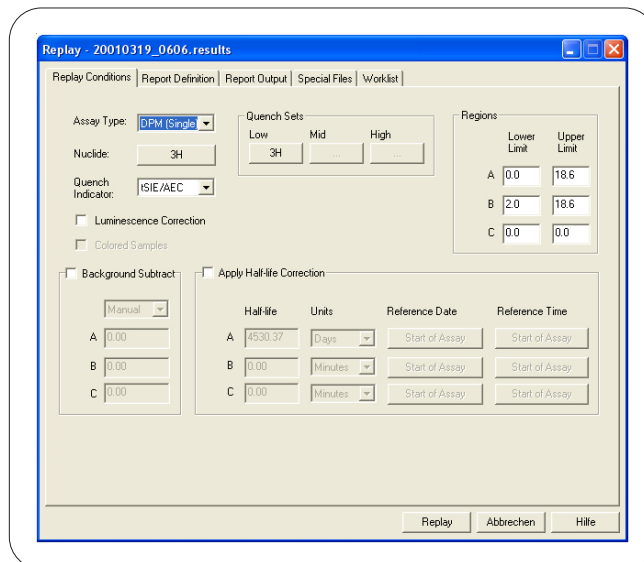 Replay - 20010319_0606.results
Replay Conditions Report Definition Report Output Special Files Worklist
Assay Type: DPM (Single)
Nuclide: 3H
Quench Indicator: tSIE/AEC
Luminescence Correction
Colored Samples
Quench Sets
Low Mid High
3H ... ...
Regions
Lower Limit Upper Limit
A 0.0 18.6
B 2.0 18.6
C 0.0 0.0
Background Subtract
Manual
A 0.00
B 0.00
C 0.00
Apply Half-life Correction
Half-life Units Reference Date Reference Time
A 4530.37 Days Start of Assay Start of Assay
B 0.00 Minutes Start of Assay Start of Assay
C 0.00 Minutes Start of Assay Start of Assay
Replay Abbrechen Hilfe